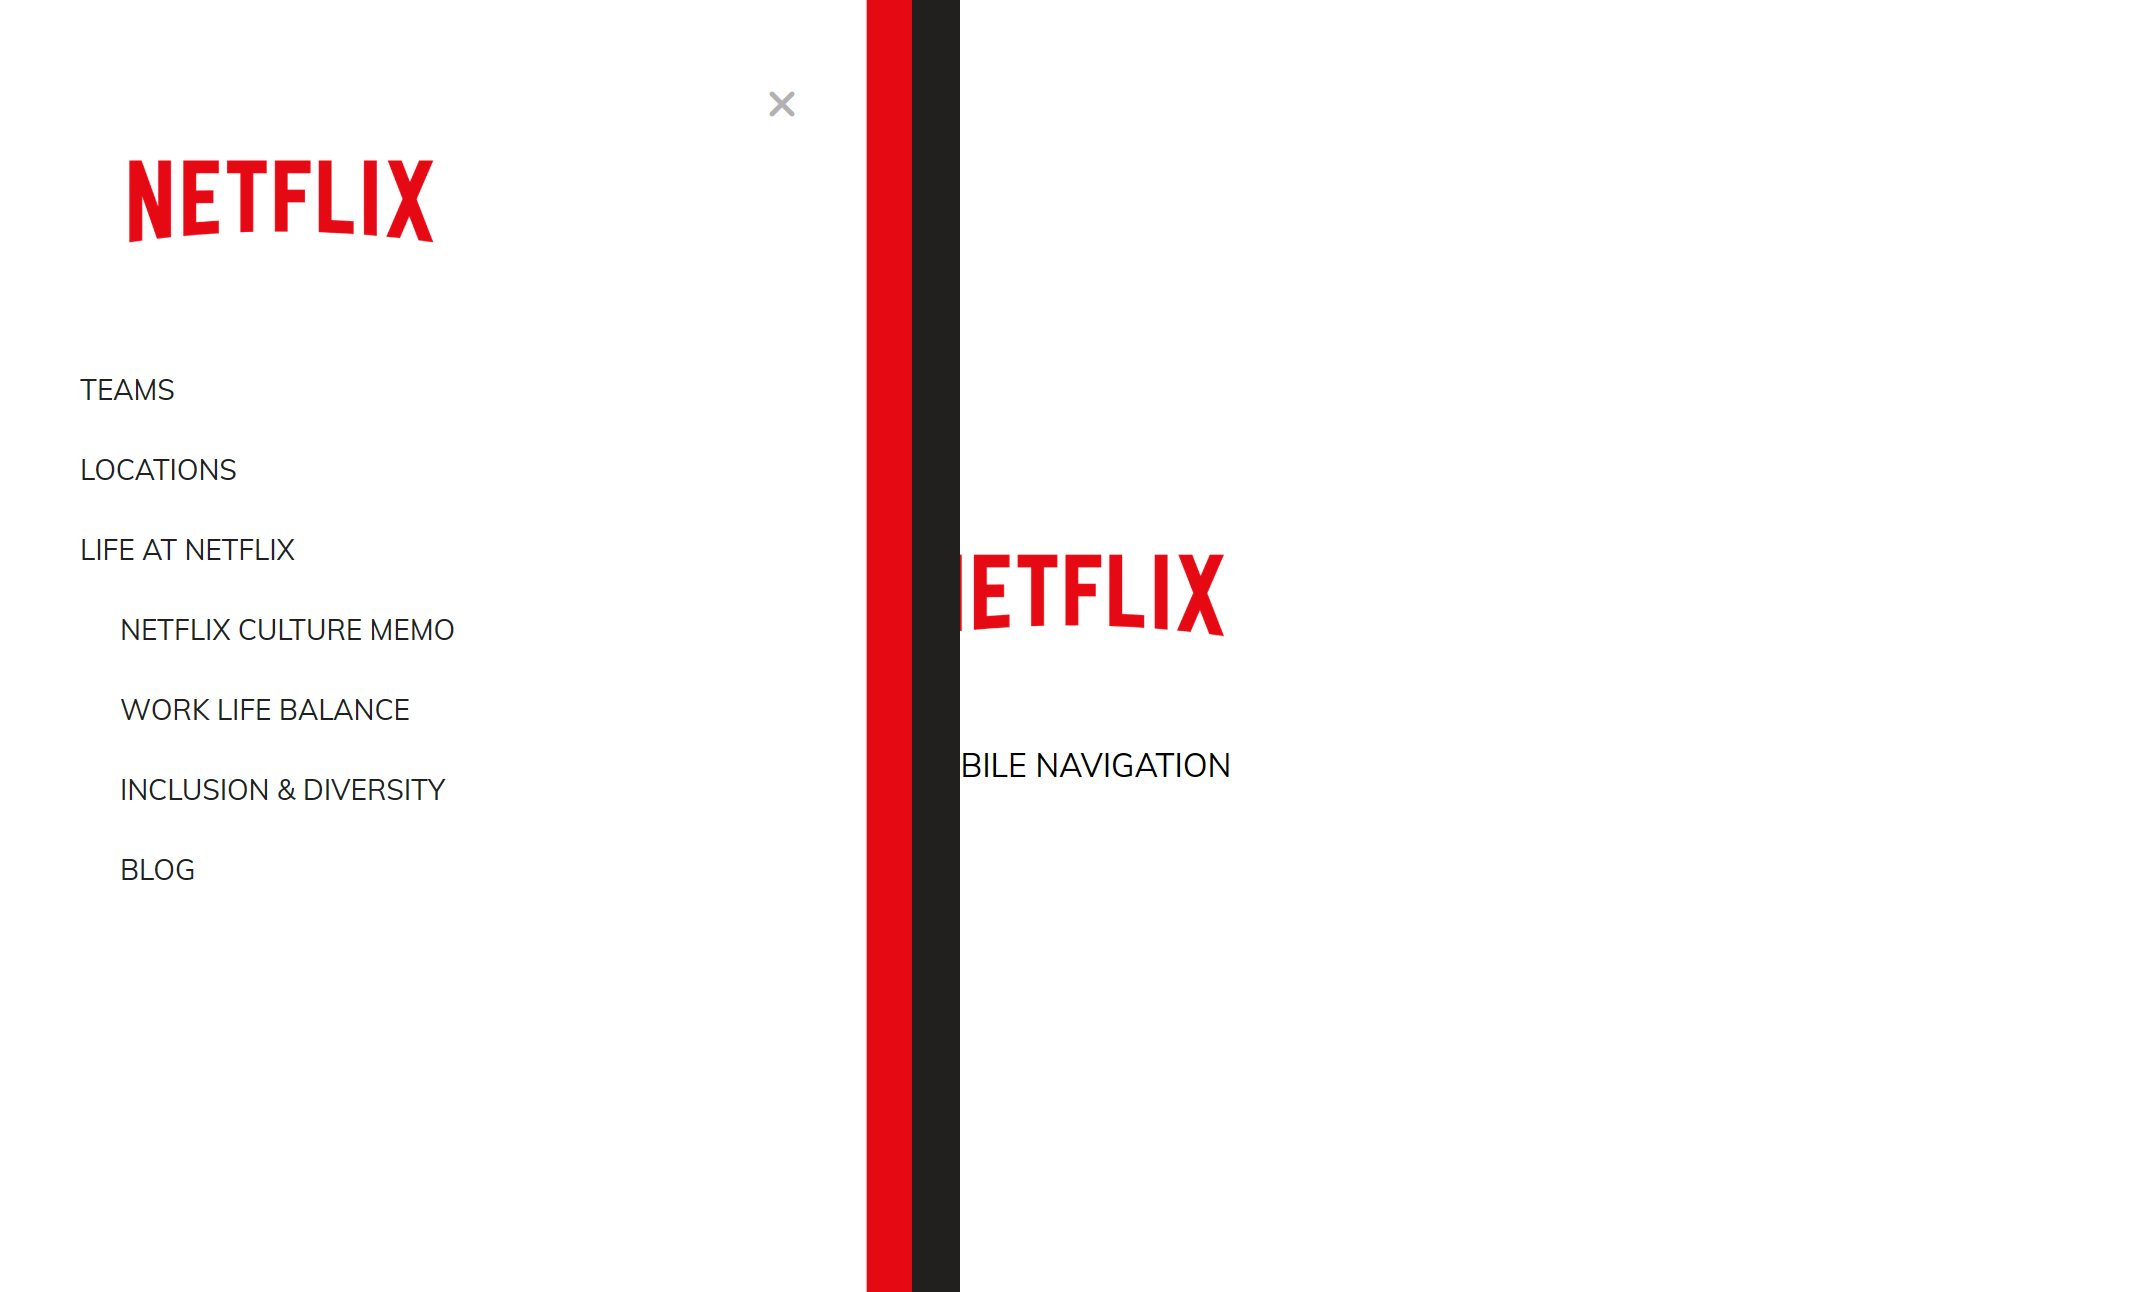 NETFLIX
TEAMS
LOCATIONS
LIFE AT NETFLIX
NETFLIX CULTURE MEMO
WORK LIFE BALANCE
INCLUSION & DIVERSITY
BLOG
ETFLIX
BILE NAVIGATION